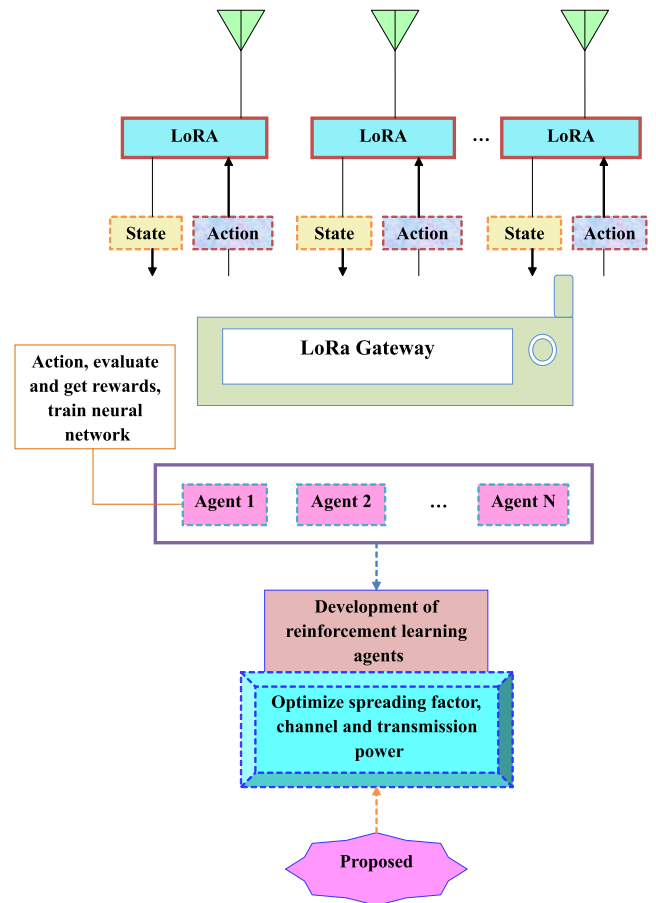 LoRA LoRA ... LoRA
State Action State Action State Action
LoRa Gateway
Action, evaluate
and get rewards,
train neural
network
Agent 1 Agent 2 ... Agent N
Development of
reinforcement learning
agents
Optimize spreading factor,
channel and transmission
power
Proposed